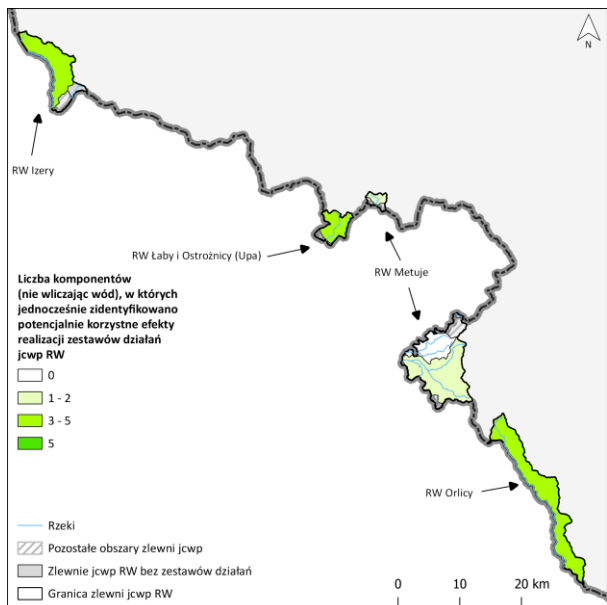 N
RW Izery
RW Łaby i Ostrożnicy (Upa)
RW Metuje
Liczba komponentów
(nie wliczając wód), w których
jednocześnie zidentyfikowano
potencjalnie korzystne efekty
realizacji zestawów działań
jcwp RW
0
1 - 2
3 - 5
5
RW Orlicy
Rzeki
Pozostałe obszary zlewni jcwp
Zlewnie jcwp RW bez zestawów działań
Granica zlewni jcwp RW
0 10 20 km